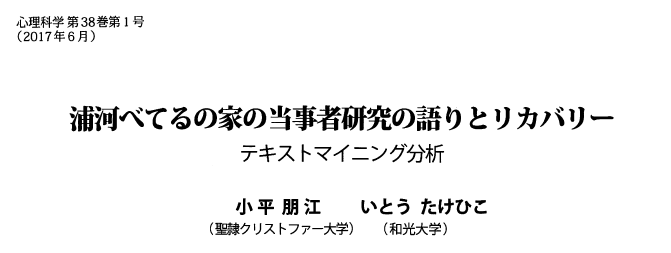 心理科学 第38巻第1号
（2017年6月）
浦河べてるの家の当事者研究の語りとリカバリー
テキストマイニング分析
小平 朋江　いとう たけひこ
（聖隷クリストファー大学）　（和光大学）